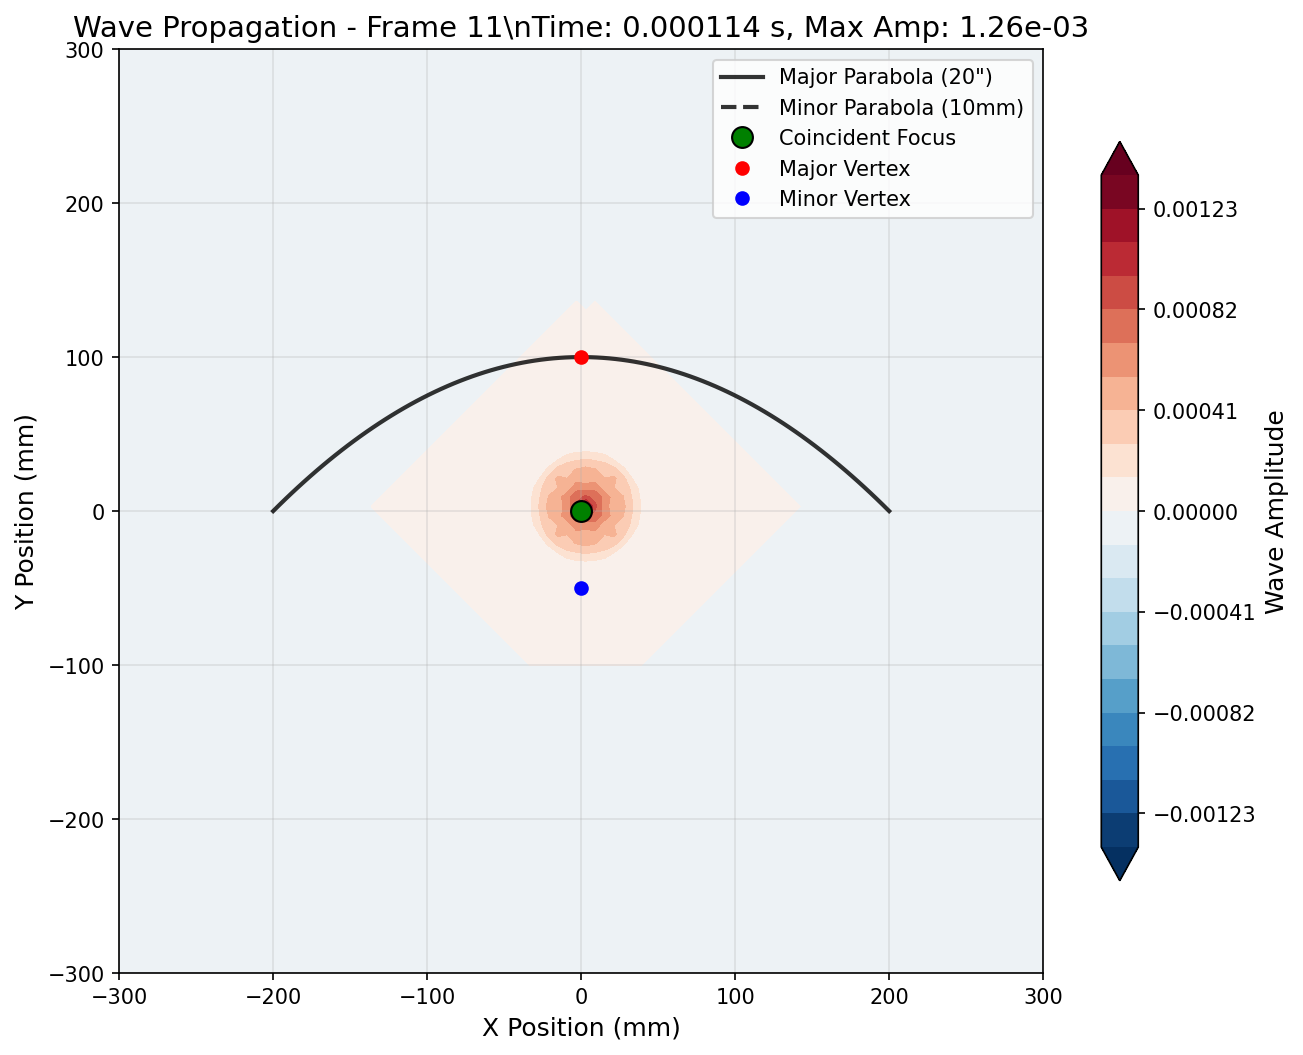 Wave Propagation - Frame 11\nTime: 0.000114 s, Max Amp: 1.26e-03
Major Parabola (20")
Minor Parabola (10mm)
Coincident Focus
Major Vertex
Minor Vertex
300
200
100
0
−100
−200
−300
Y Position (mm)
−300
−200
−100
0
100
200
300
X Position (mm)
0.00123
0.00082
0.00041
0.00000
−0.00041
−0.00082
−0.00123
Wave Amplitude